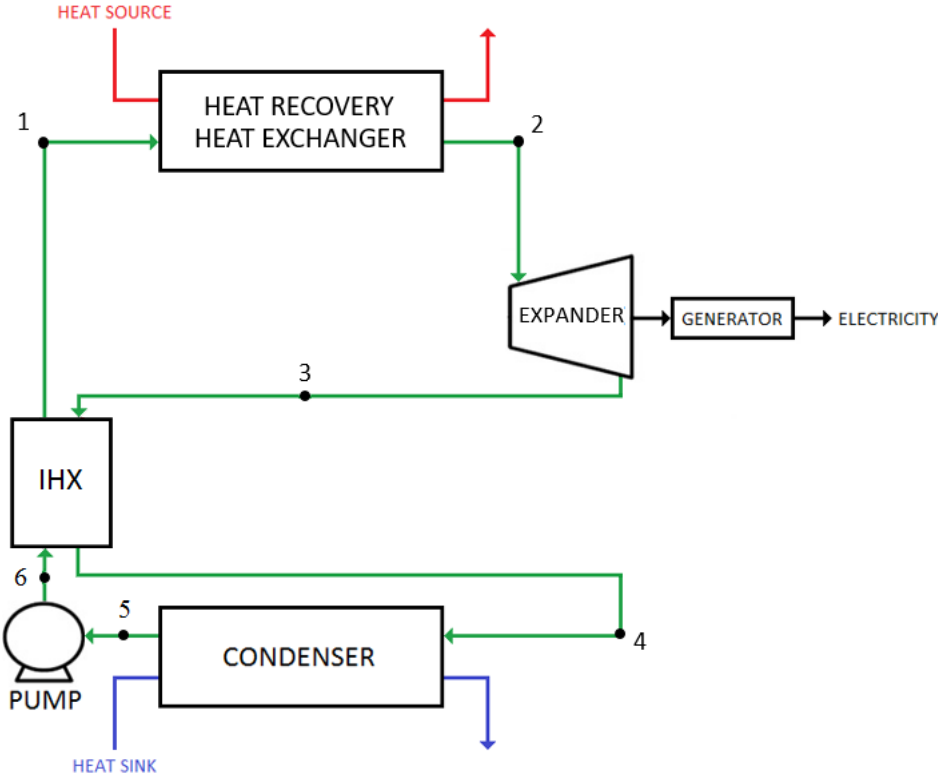 HEAT SOURCE
1
HEAT RECOVERY
HEAT EXCHANGER
2
EXPANDER
GENERATOR
ELECTRICITY
3
IHX
6
5
4
CONDENSER
PUMP
HEAT SINK